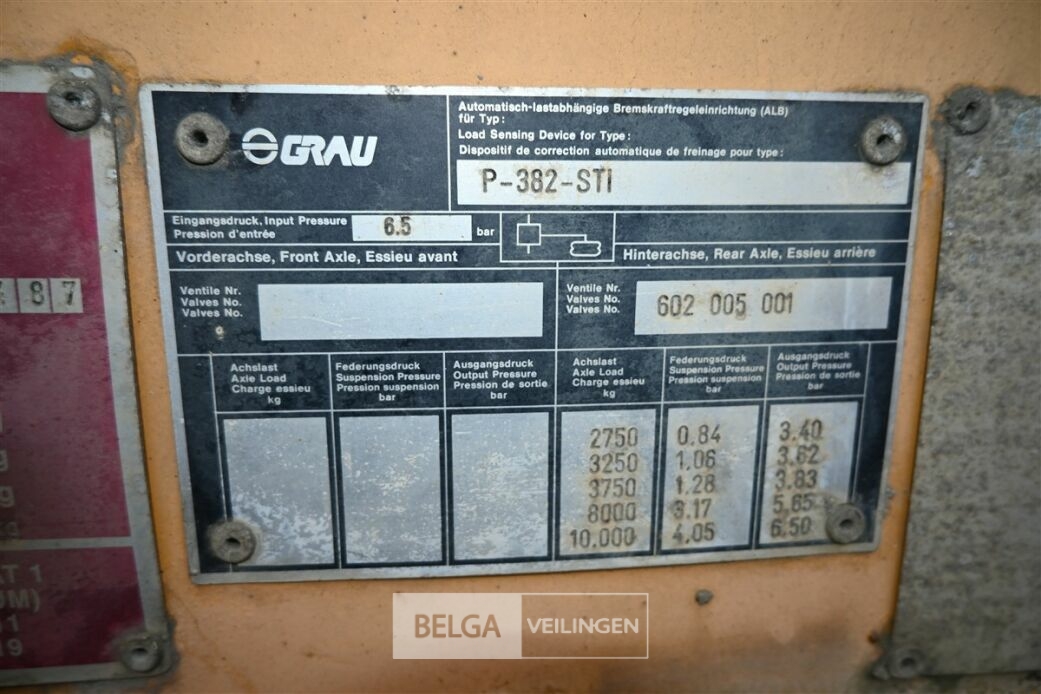 GRAU
Automatisch-lastabhängige Bremskraftregeleinrichtung (ALB)
für Typ:
Load Sensing Device for Type:
Dispositif de correction automatique de freinage pour type:
P-382-STI
Eingangsdruck, Input Pressure
Pression d'entrée
6.5
bar
Vorderachse, Front Axle, Essieu avant
Hinterachse, Rear Axle, Essieu arrière
Ventile Nr.
Valves No.
Valves No.
Ventile Nr.
Valves No.
Valves No.
602 005 001
Achslast
Axle Load
Charge essieu
kg
Federungsdruck
Suspension Pressure
Pression suspension
bar
Ausgangsdruck
Output Pressure
Pression de sortie
bar
Achslast
Axle Load
Charge essieu
kg
Federungsdruck
Suspension Pressure
Pression suspension
bar
Ausgangsdruck
Output Pressure
Pression de sortie
bar
2750 0.84 3.40
3250 1.06 3.62
3750 1.28 3.83
8000 3.17 5.65
10.000 4.05 6.50
87
g
g
AT 1
19
BELGA VEILINGEN